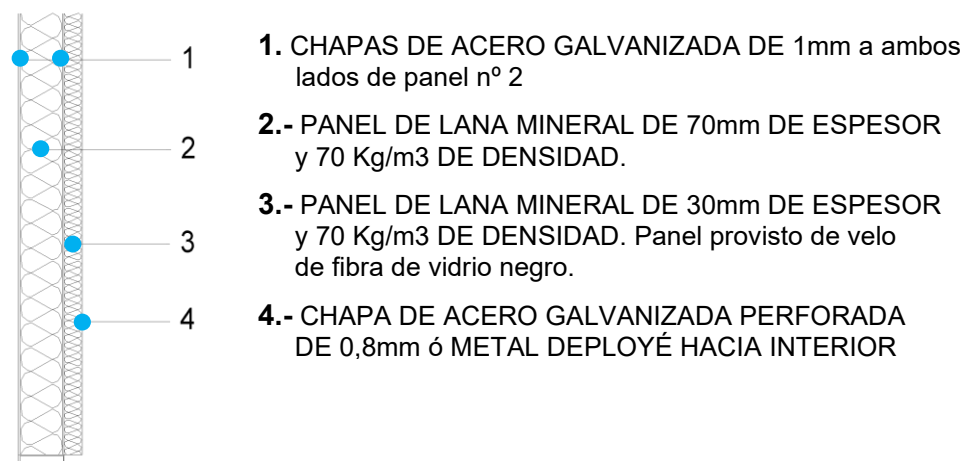 1
2
3
4
1. CHAPAS DE ACERO GALVANIZADA DE 1mm a ambos
lados de panel nº 2
2.- PANEL DE LANA MINERAL DE 70mm DE ESPESOR
y 70 Kg/m3 DE DENSIDAD.
3.- PANEL DE LANA MINERAL DE 30mm DE ESPESOR
y 70 Kg/m3 DE DENSIDAD. Panel provisto de velo
de fibra de vidrio negro.
4.- CHAPA DE ACERO GALVANIZADA PERFORADA
DE 0,8mm ó METAL DEPLOYÉ HACIA INTERIOR